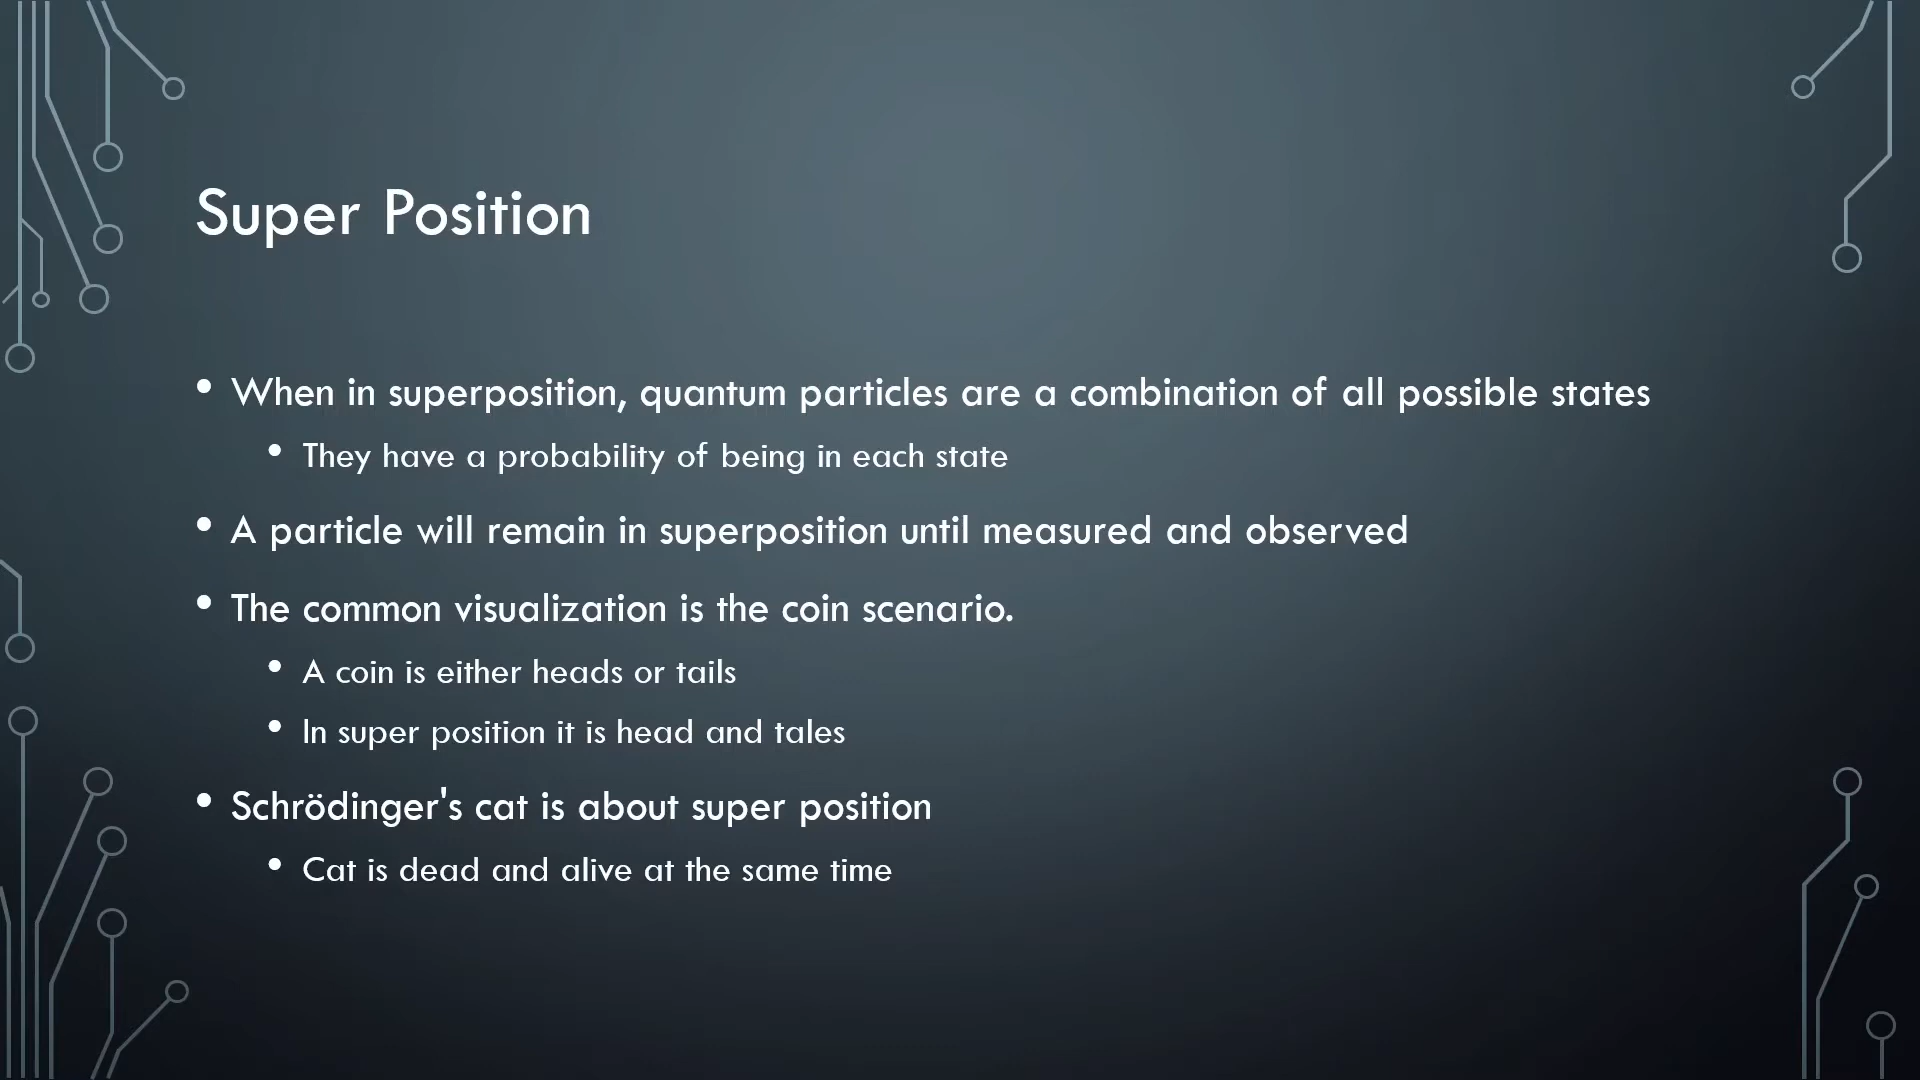 Super Position
• When in superposition, quantum particles are a combination of all possible states
• They have a probability of being in each state
• A particle will remain in superposition until measured and observed
• The common visualization is the coin scenario.
• A coin is either heads or tails
• In super position it is head and tales
• Schrödinger's cat is about super position
• Cat is dead and alive at the same time